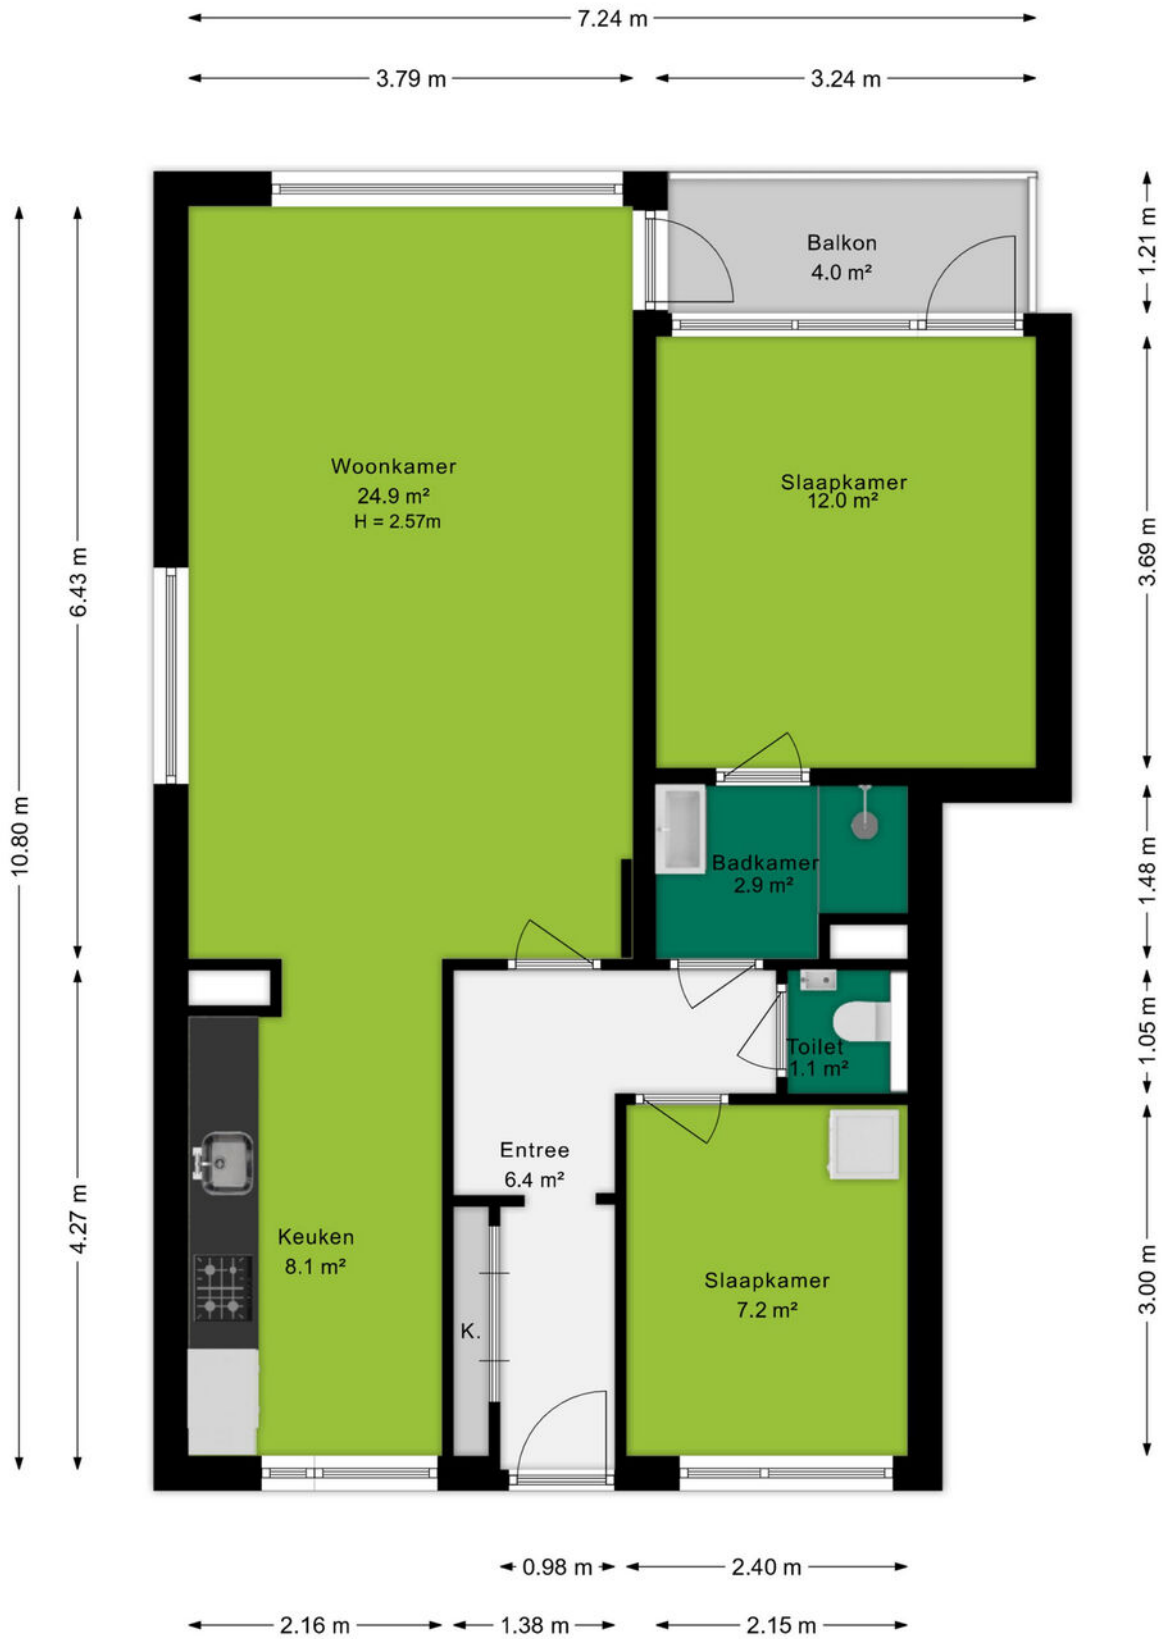 7.24 m
3.79 m
3.24 m
Balkon
4.0 m²
1.21 m
Woonkamer
24.9 m²
H = 2.57m
Slaapkamer
12.0 m²
6.43 m
3.69 m
10.80 m
Badkamer
2.9 m²
1.48 m
Toilet
1.1 m²
1.05 m
Entree
6.4 m²
4.27 m
Keuken
8.1 m²
K.
Slaapkamer
7.2 m²
3.00 m
0.98 m
2.40 m
2.16 m
1.38 m
2.15 m